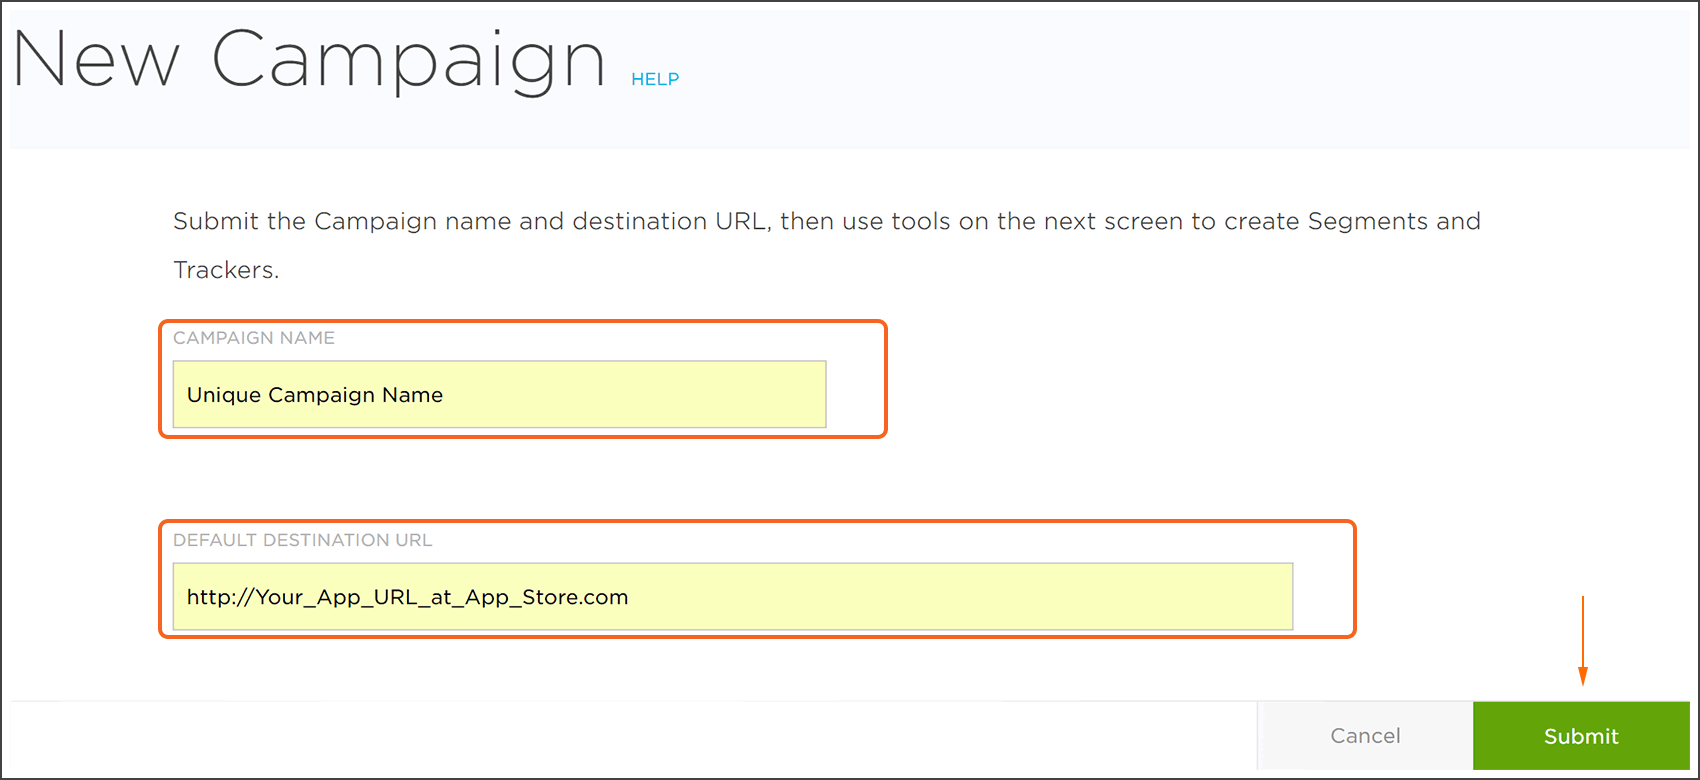 New Campaign HELP
Submit the Campaign name and destination URL, then use tools on the next screen to create Segments and
Trackers.
CAMPAIGN NAME
Unique Campaign Name
DEFAULT DESTINATION URL
http://Your_App_URL_at_App_Store.com
Cancel Submit